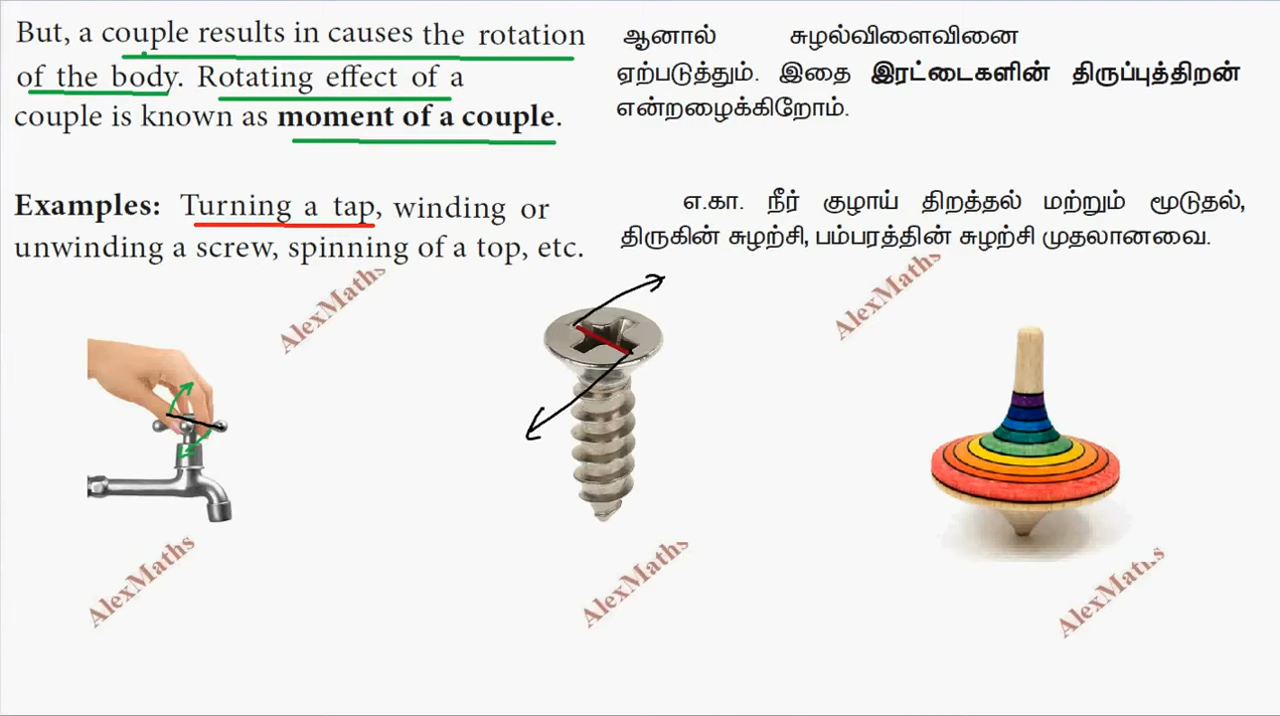 But, a couple results in causes the rotation
of the body. Rotating effect of a
couple is known as moment of a couple.
Examples: Turning a tap, winding or
unwinding a screw, spinning of a top, etc.
ஆனால் சுழல்விளைவினை
ஏற்படுத்தும். இதை இரட்டைகளின் திருப்புத்திறன்
என்றழைக்கிறோம்.
எ.கா. நீர் குழாய் திறத்தல் மற்றும் மூடுதல்,
திருகின் சுழற்சி, பம்பரத்தின் சுழற்சி முதலானவை.
AlexMaths
AlexMaths
AlexMaths
AlexMaths
AlexMaths